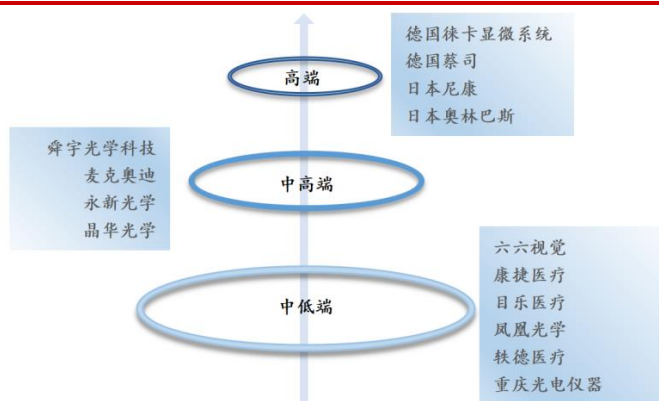 高端
德国徕卡显微系统
德国蔡司
日本尼康
日本奥林巴斯
舜宇光学科技
麦克奥迪
永新光学
晶华光学
中高端
中低端
六六视觉
康捷医疗
目乐医疗
凤凰光学
轶德医疗
重庆光电仪器